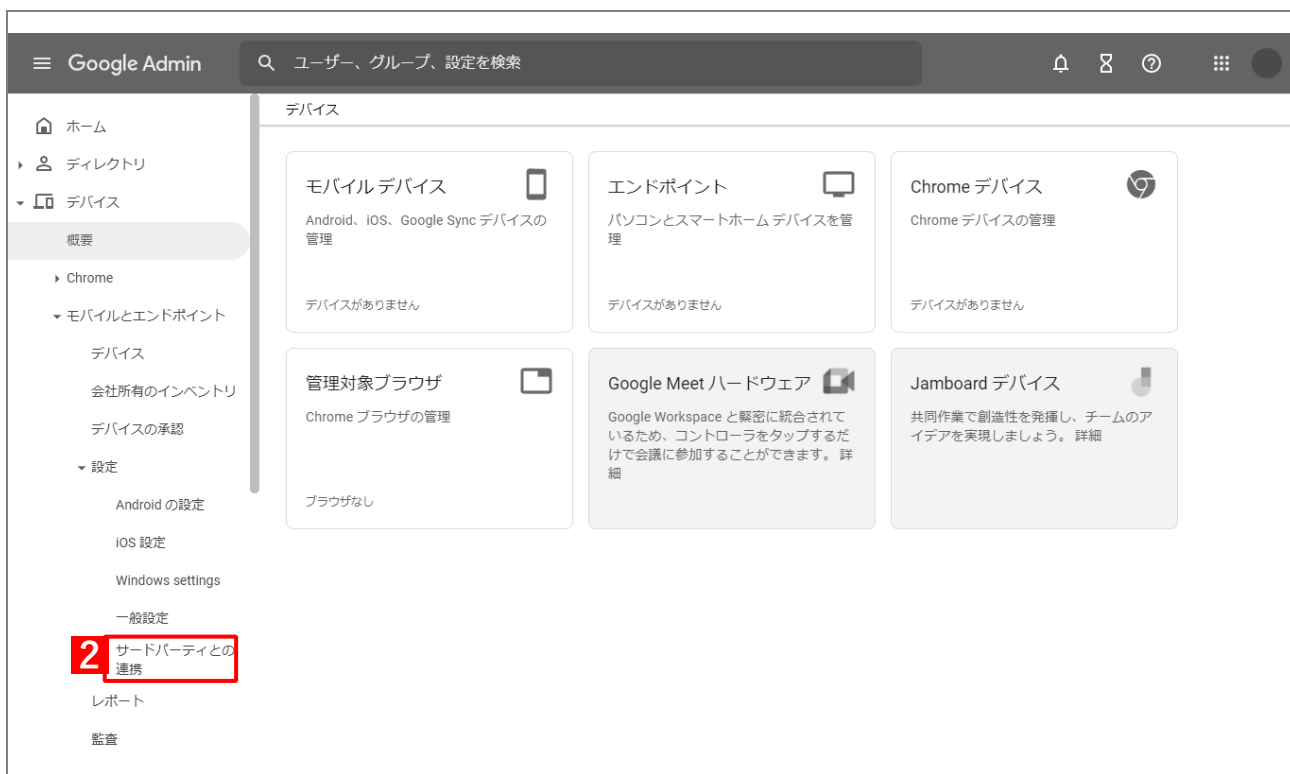 Google Admin
ユーザー、グループ、設定を検索
ホーム
ディレクトリ
デバイス
概要
Chrome
モバイルとエンドポイント
デバイス
会社所有のインベントリ
デバイスの承認
設定
Android の設定
iOS 設定
Windows settings
一般設定
2
サードパーティとの
連携
レポート
監査
デバイス
モバイル デバイス
Android、iOS、Google Sync デバイスの
管理
デバイスがありません
エンドポイント
パソコンとスマートホーム デバイスを管
理
デバイスがありません
Chrome デバイス
Chrome デバイスの管理
デバイスがありません
管理対象ブラウザ
Chrome ブラウザの管理
ブラウザなし
Google Meet ハードウェア
Google Workspace と緊密に統合されて
いるため、コントローラをタップするだ
けで会議に参加することができます。 詳
細
Jamboard デバイス
共同作業で創造性を発揮し、チームのア
イデアを実現しましょう。 詳細